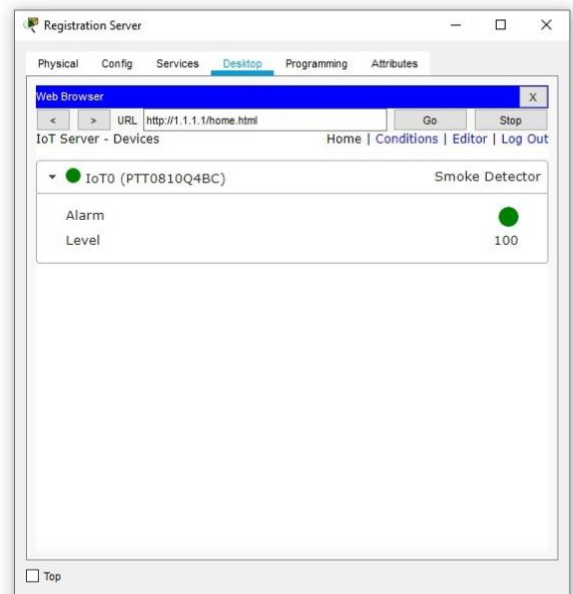 Registration Server
Physical Config Services Desktop Programming Attributes
Web Browser X
< > URL http://1.1.1.1/home.html Go Stop
IoT Server - Devices Home | Conditions | Editor | Log Out
IoT0 (PTT0810Q4BC) Smoke Detector
Alarm
Level 100
Top